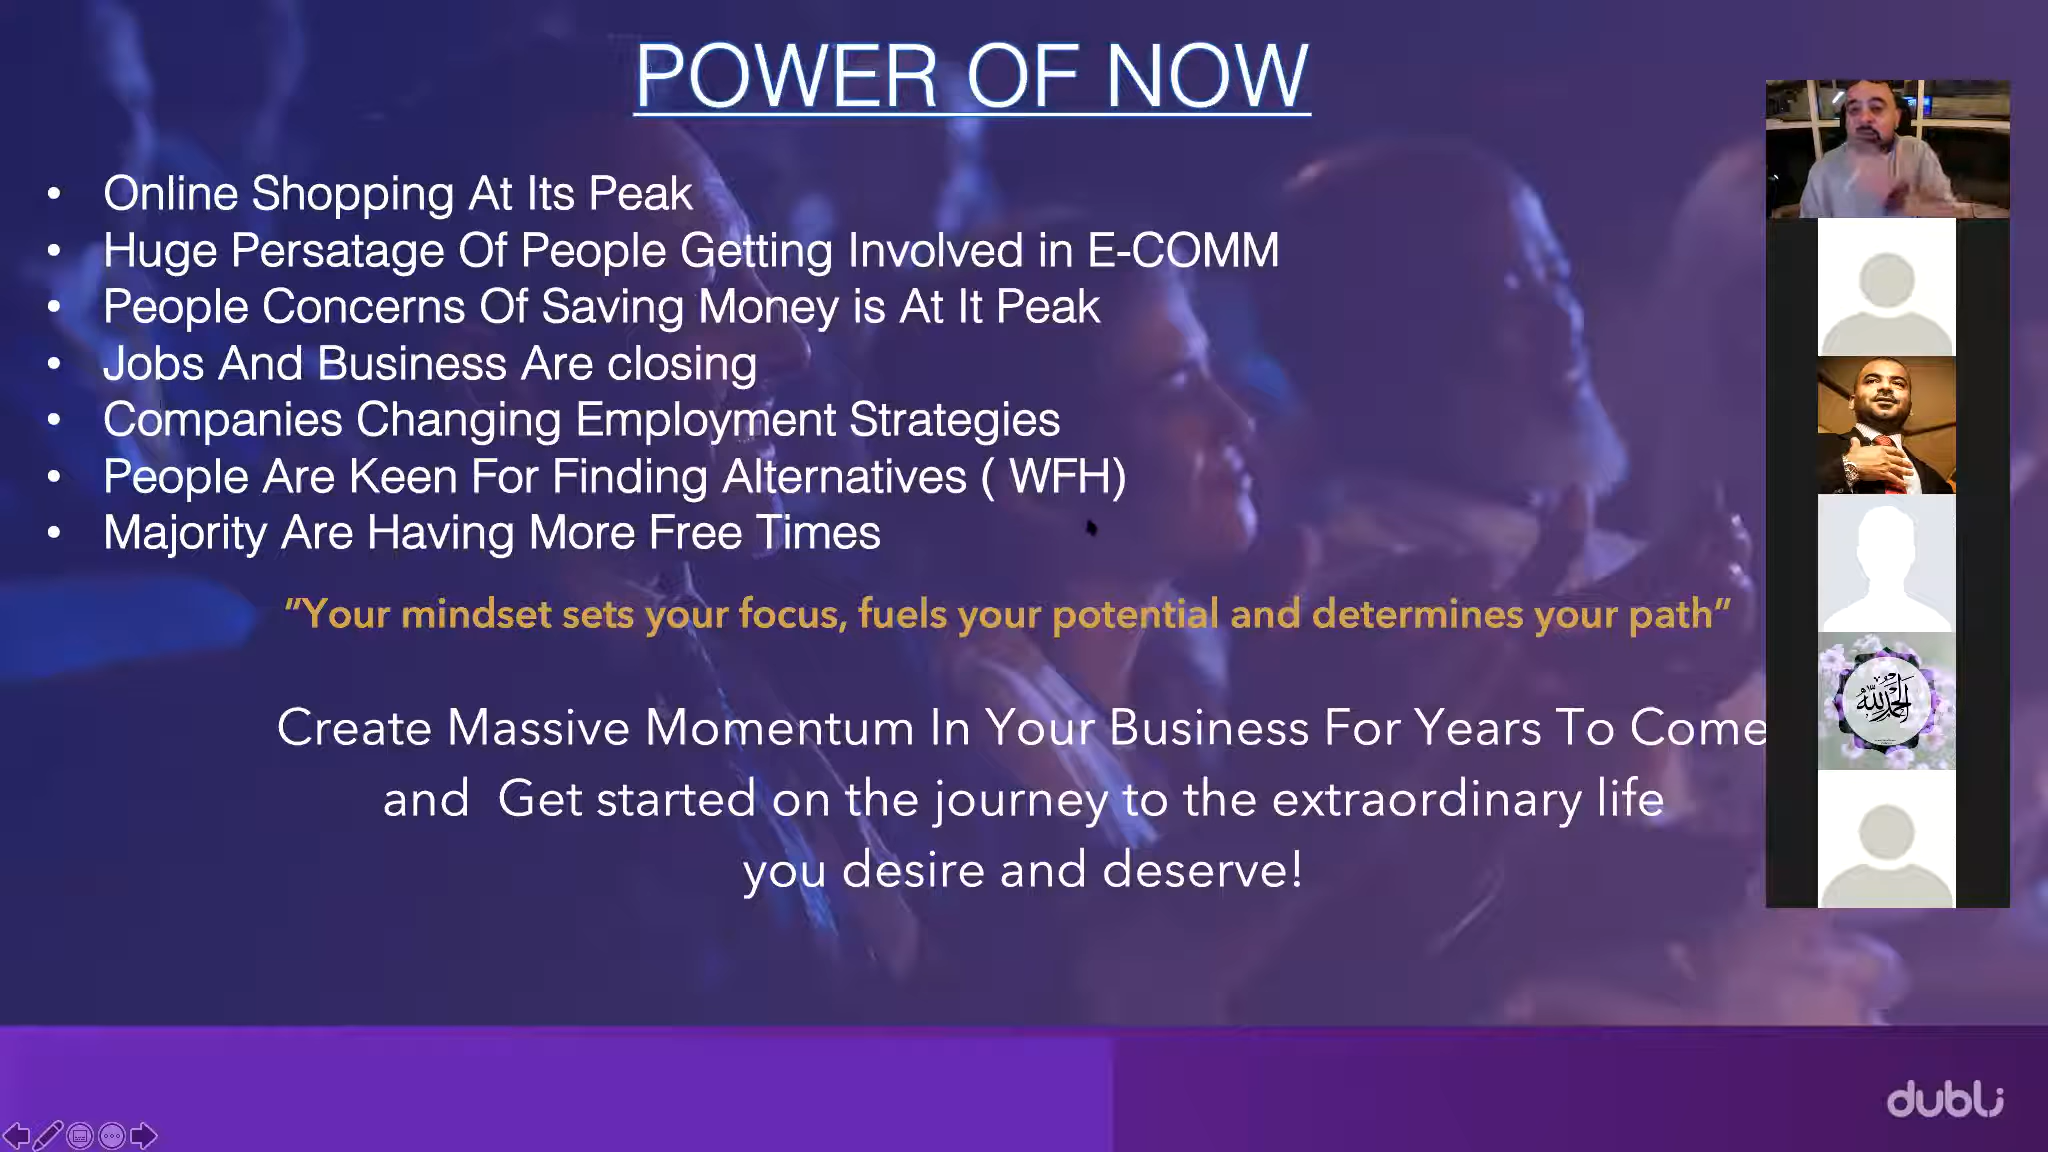 POWER OF NOW
• Online Shopping At Its Peak
• Huge Persatage Of People Getting Involved in E-COMM
• People Concerns Of Saving Money is At It Peak
• Jobs And Business Are closing
• Companies Changing Employment Strategies
• People Are Keen For Finding Alternatives ( WFH)
• Majority Are Having More Free Times
"Your mindset sets your focus, fuels your potential and determines your path"
Create Massive Momentum In Your Business For Years To Come
and Get started on the journey to the extraordinary life
you desire and deserve!
الحمد لله
dubli